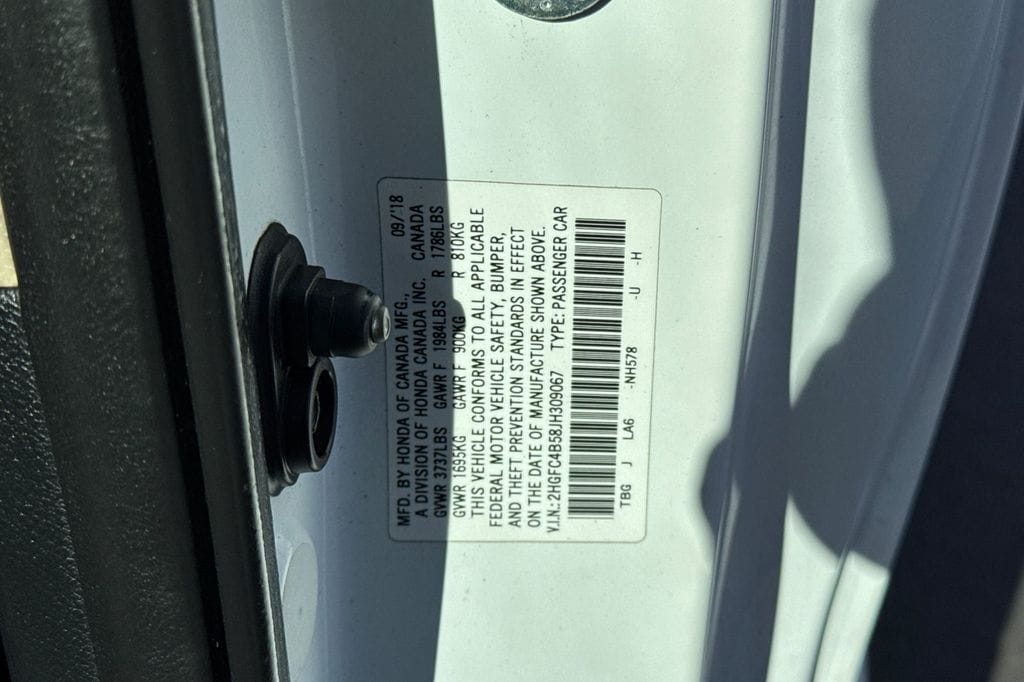 MFD. BY HONDA OF CANADA MFG., 09/'18
A DIVISION OF HONDA CANADA INC. CANADA
GVWR 3737LBS GAWR F 1984LBS R 1786LBS
GVWR 1695KG GAWR F 900KG R 810KG
THIS VEHICLE CONFORMS TO ALL APPLICABLE
FEDERAL MOTOR VEHICLE SAFETY, BUMPER,
AND THEFT PREVENTION STANDARDS IN EFFECT
ON THE DATE OF MANUFACTURE SHOWN ABOVE.
V.I.N.: 2HGFC4B58JH309067 TYPE: PASSENGER CAR
TBG J LA6 -NH578 -U -H